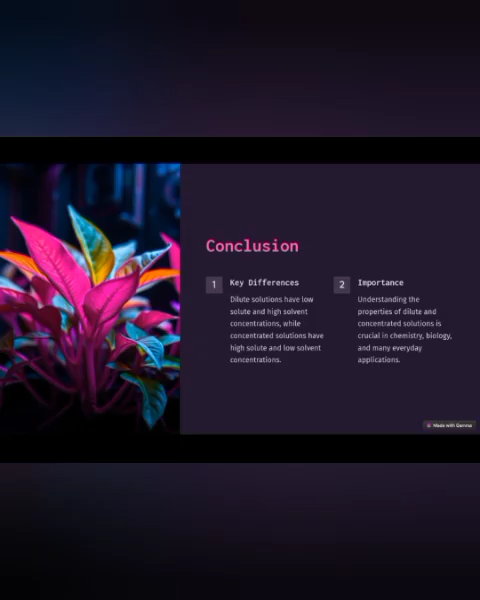 Conclusion
1 Key Differences
Dilute solutions have low
solute and high solvent
concentrations, while
concentrated solutions have
high solute and low solvent
concentrations.
2 Importance
Understanding the
properties of dilute and
concentrated solutions is
crucial in chemistry, biology,
and many everyday
applications.
Made with Gamma